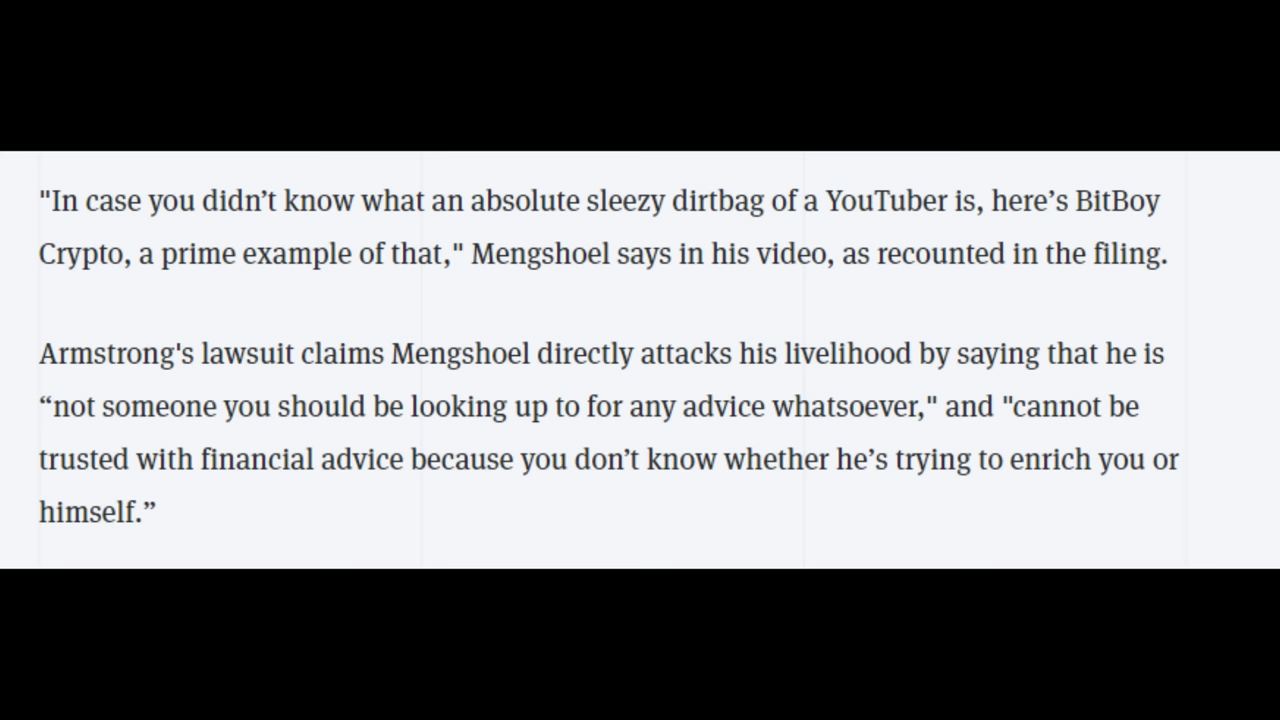 "In case you didn’t know what an absolute sleezy dirtbag of a YouTuber is, here’s BitBoy
Crypto, a prime example of that," Mengshoel says in his video, as recounted in the filing.
Armstrong's lawsuit claims Mengshoel directly attacks his livelihood by saying that he is
“not someone you should be looking up to for any advice whatsoever," and "cannot be
trusted with financial advice because you don’t know whether he’s trying to enrich you or
himself.”